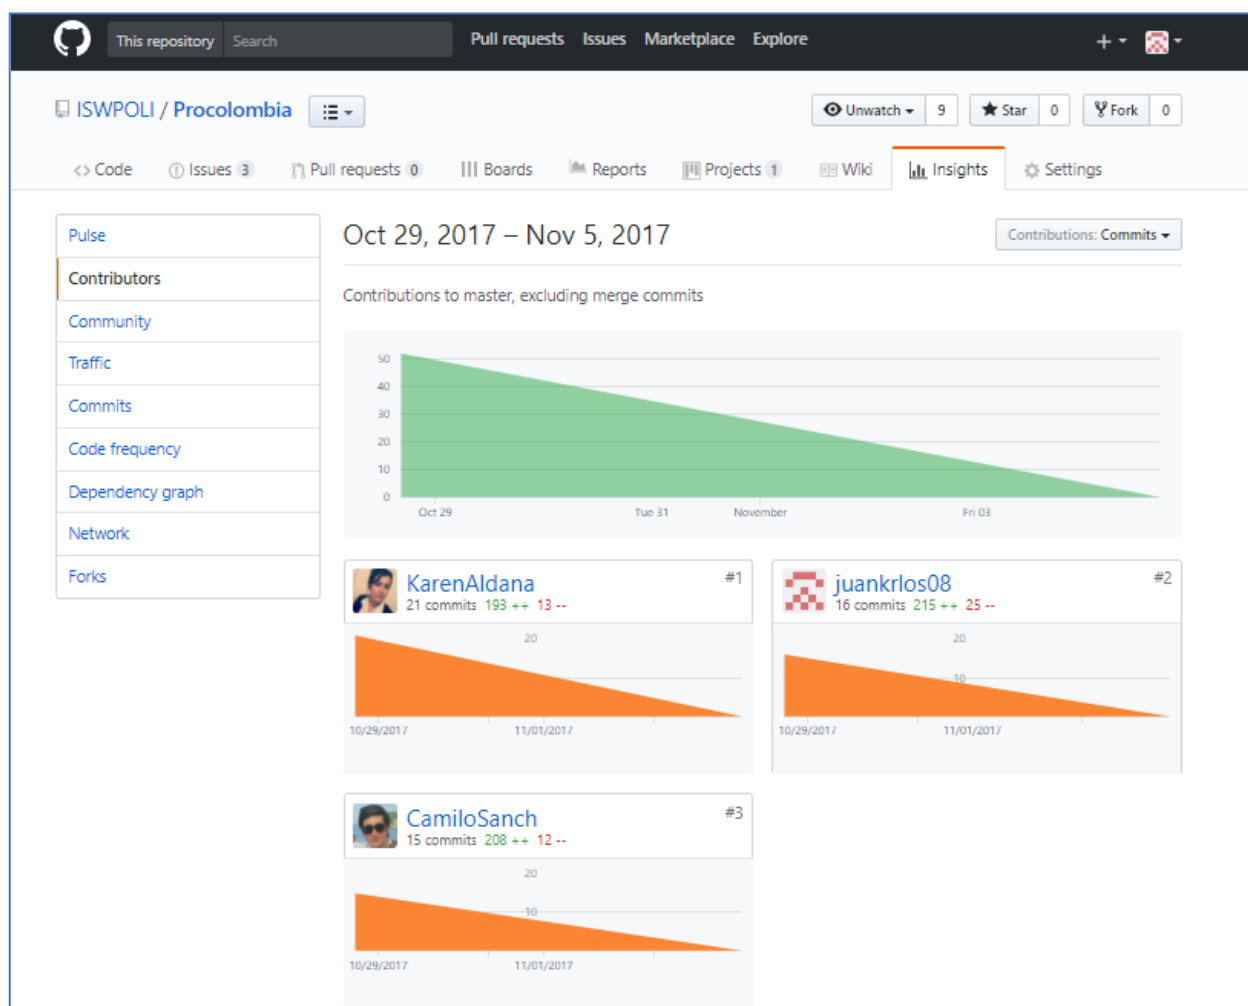 This repository Search Pull requests Issues Marketplace Explore
ISWPOLI / Procolombia Unwatch 9 Star 0 Fork 0
Code Issues 3 Pull requests 0 Boards Reports Projects 1 Wiki Insights Settings
Pulse
Contributors
Community
Traffic
Commits
Code frequency
Dependency graph
Network
Forks
Oct 29, 2017 – Nov 5, 2017 Contributions: Commits
Contributions to master, excluding merge commits
50
40
30
20
10
0
Oct 29 Tue 31 November Fri 03
KarenAldana #1
21 commits 193 ++ 13 --
20
10/29/2017 11/01/2017
juankrlos08 #2
16 commits 215 ++ 25 --
20
10
10/29/2017 11/01/2017
CamiloSanch #3
15 commits 208 ++ 12 --
20
10
10/29/2017 11/01/2017